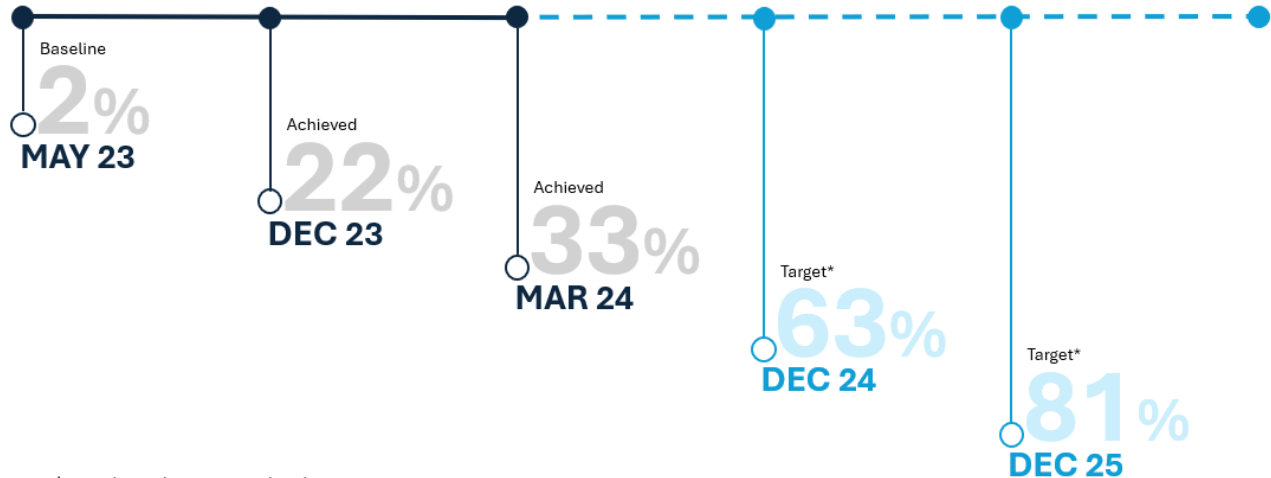 Baseline
2%
MAY 23
Achieved
22%
DEC 23
Achieved
33%
MAR 24
Target*
63%
DEC 24
Target*
81%
DEC 25